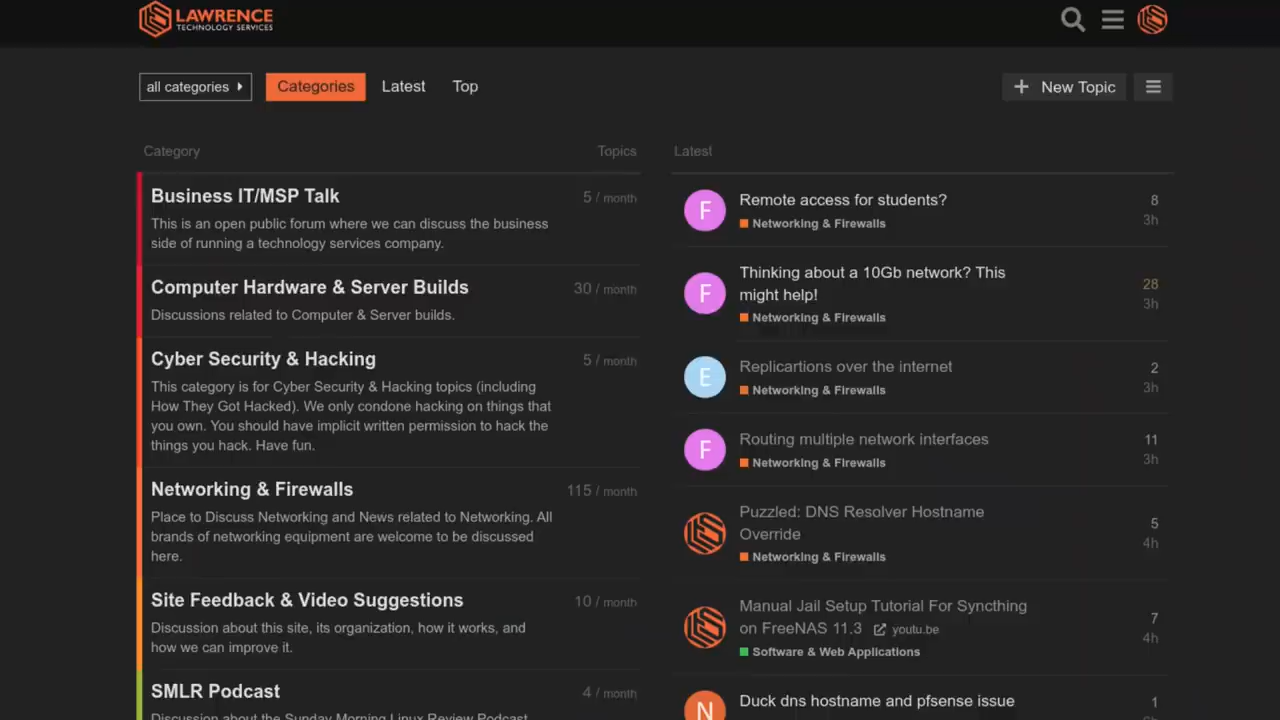 LAWRENCE
TECHNOLOGY SERVICES
all categories
Categories
Latest
Top
New Topic
Category
Topics
Business IT/MSP Talk
5 / month
This is an open public forum where we can discuss the business
side of running a technology services company.
Computer Hardware & Server Builds
30 / month
Discussions related to Computer & Server builds.
Cyber Security & Hacking
5 / month
This category is for Cyber Security & Hacking topics (including
How They Got Hacked). We only condone hacking on things that
you own. You should have implicit written permission to hack the
things you hack. Have fun.
Networking & Firewalls
115 / month
Place to Discuss Networking and News related to Networking. All
brands of networking equipment are welcome to be discussed
here.
Site Feedback & Video Suggestions
10 / month
Discussion about this site, its organization, how it works, and
how we can improve it.
SMLR Podcast
4 / month
Discussion about the Sunday Morning Linux Review Podcast
Latest
F
Remote access for students?
8
Networking & Firewalls
3h
F
Thinking about a 10Gb network? This
might help!
28
3h
Networking & Firewalls
E
Replicartions over the internet
2
Networking & Firewalls
3h
F
Routing multiple network interfaces
11
Networking & Firewalls
3h
Puzzled: DNS Resolver Hostname
Override
5
4h
Networking & Firewalls
Manual Jail Setup Tutorial For Syncthing
on FreeNAS 11.3 youtu.be
7
4h
Software & Web Applications
N
Duck dns hostname and pfsense issue
1